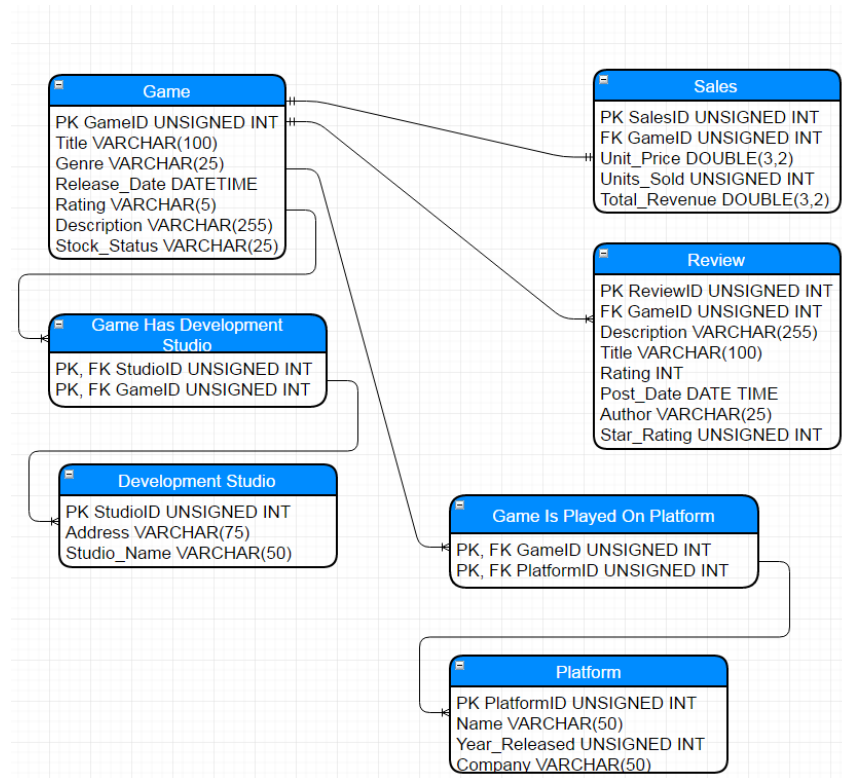 Game
PK GameID UNSIGNED INT
Title VARCHAR(100)
Genre VARCHAR(25)
Release_Date DATETIME
Rating VARCHAR(5)
Description VARCHAR(255)
Stock_Status VARCHAR(25)
Sales
PK SalesID UNSIGNED INT
FK GameID UNSIGNED INT
Unit_Price DOUBLE(3,2)
Units_Sold UNSIGNED INT
Total_Revenue DOUBLE(3,2)
Review
PK ReviewID UNSIGNED INT
FK GameID UNSIGNED INT
Description VARCHAR(255)
Title VARCHAR(100)
Rating INT
Post_Date DATE TIME
Author VARCHAR(25)
Star_Rating UNSIGNED INT
Game Has Development
Studio
PK, FK StudioID UNSIGNED INT
PK, FK GameID UNSIGNED INT
Development Studio
PK StudioID UNSIGNED INT
Address VARCHAR(75)
Studio_Name VARCHAR(50)
Game Is Played On Platform
PK, FK GameID UNSIGNED INT
PK, FK PlatformID UNSIGNED INT
Platform
PK PlatformID UNSIGNED INT
Name VARCHAR(50)
Year_Released UNSIGNED INT
Company VARCHAR(50)